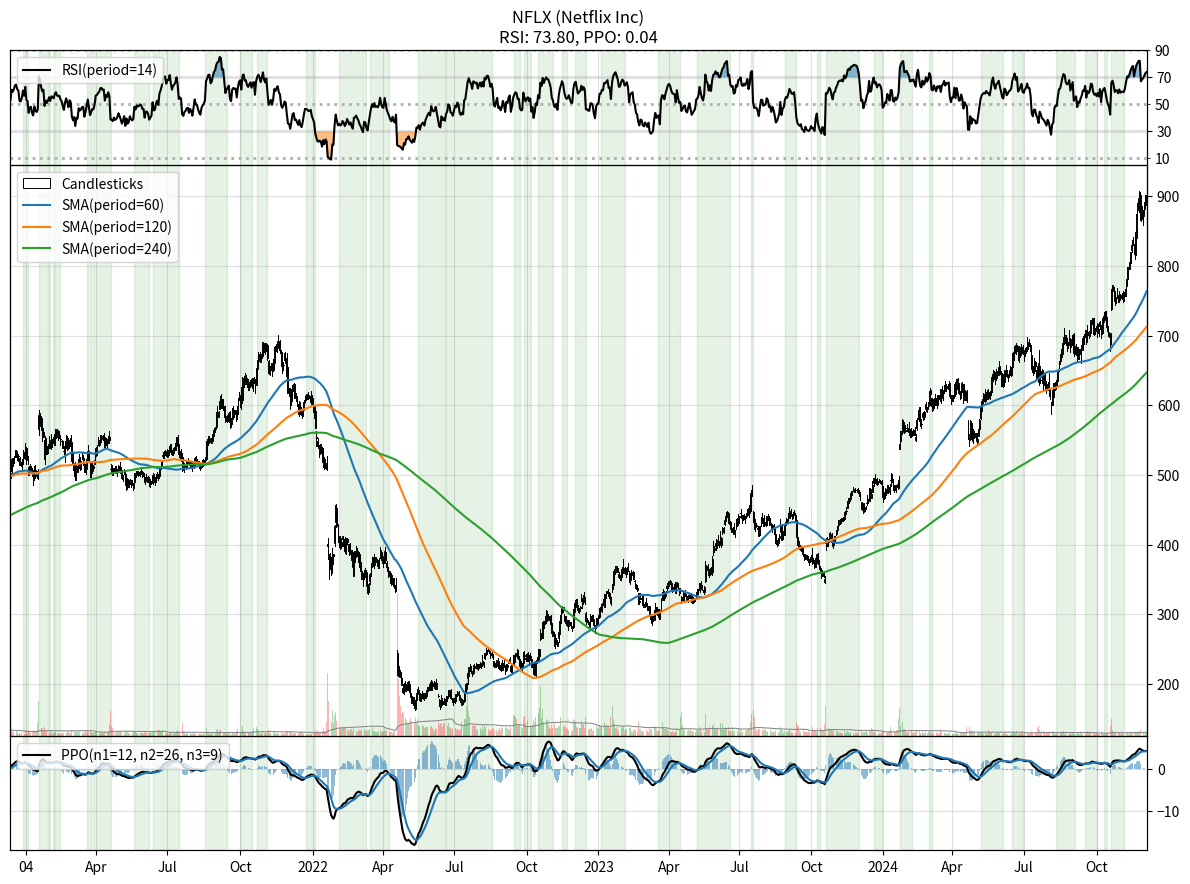 NFLX (Netflix Inc)
RSI: 73.80, PPO: 0.04
RSI(period=14)
90
70
50
30
10
Candlesticks
SMA(period=60)
SMA(period=120)
SMA(period=240)
900
800
700
600
500
400
300
200
PPO(n1=12, n2=26, n3=9)
0
−10
04 Apr Jul Oct 2022 Apr Jul Oct 2023 Apr Jul Oct 2024 Apr Jul Oct